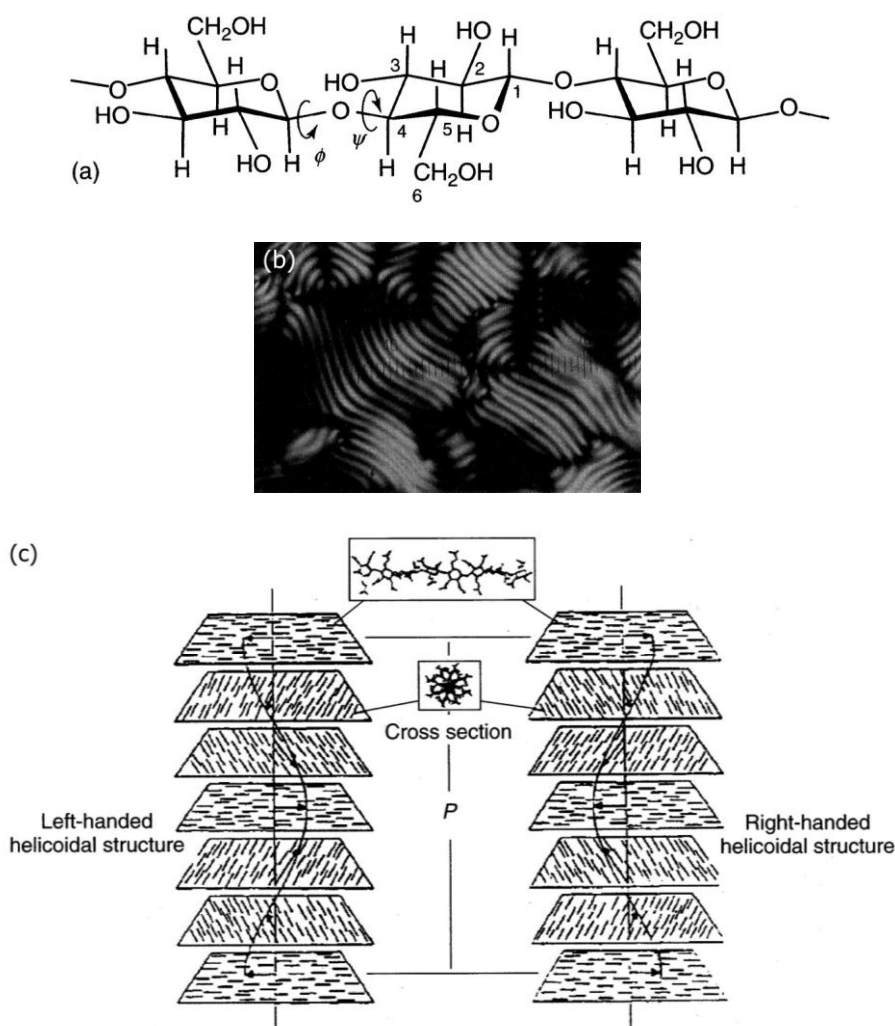 CH₂OH
HO
H
CH₂OH
H
H
3
2
H
O
O
O
HO
1
O
O
HO
H
H
O
4
5
H
O
HO
H
H
O
H
HO
H
ϕ
ψ
H
CH₂OH
6
H
HO
H
(a)
(b)
(c)
Cross section
Left-handed
helicoidal structure
P
Right-handed
helicoidal structure